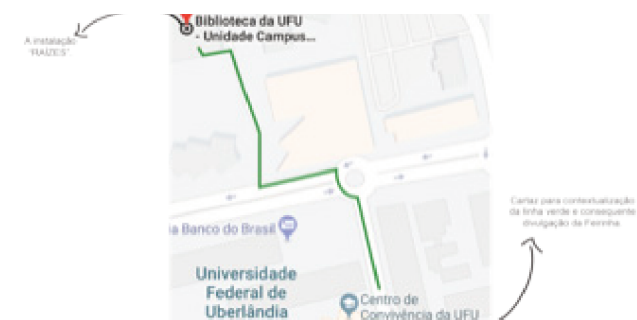 A instalação
"RAÍZES".
Biblioteca da UFU
- Unidade Campus...
Cartaz para contextualização
da linha verde e consequente
divulgação da Feirinha
ia Banco do Brasil
Universidade
Federal de
Uberlândia
Centro de
Convivência da UFU